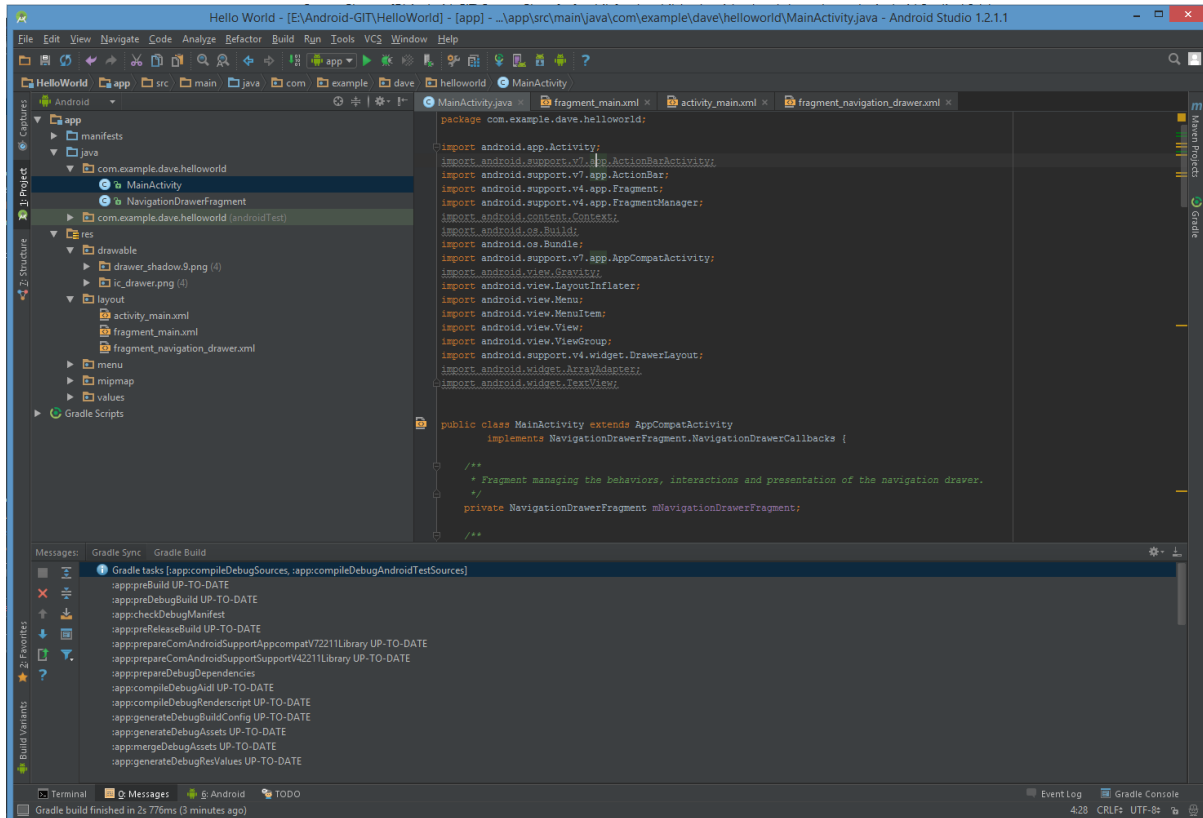 Hello World - [E:\Android-GIT\HelloWorld] - [app] - ...\app\src\main\java\com\example\dave\helloworld\MainActivity.java - Android Studio 1.2.1.1
File Edit View Navigate Code Analyze Refactor Build Run Tools VCS Window Help
app
HelloWorld app src main java com example dave helloworld MainActivity
Android
MainActivity.java fragment_main.xml activity_main.xml fragment_navigation_drawer.xml
Captures
1: Project
Z: Structure
2: Favorites
Build Variants
app
manifests
java
com.example.dave.helloworld
MainActivity
NavigationDrawerFragment
com.example.dave.helloworld (androidTest)
res
drawable
drawer_shadow.9.png (4)
ic_drawer.png (4)
layout
activity_main.xml
fragment_main.xml
fragment_navigation_drawer.xml
menu
mipmap
values
Gradle Scripts
package com.example.dave.helloworld;
import android.app.Activity;
import android.support.v7.app.ActionBarActivity;
import android.support.v7.app.ActionBar;
import android.support.v4.app.Fragment;
import android.support.v4.app.FragmentManager;
import android.content.Context;
import android.os.Build;
import android.os.Bundle;
import android.support.v7.app.AppCompatActivity;
import android.view.Gravity;
import android.view.LayoutInflater;
import android.view.Menu;
import android.view.MenuItem;
import android.view.View;
import android.view.ViewGroup;
import android.support.v4.widget.DrawerLayout;
import android.widget.ArrayAdapter;
import android.widget.TextView;
public class MainActivity extends AppCompatActivity
implements NavigationDrawerFragment.NavigationDrawerCallbacks {
/**
* Fragment managing the behaviors, interactions and presentation of the navigation drawer.
*/
private NavigationDrawerFragment mNavigationDrawerFragment;
/**
m
Maven Projects
Gradle
Messages: Gradle Sync Gradle Build
Gradle tasks [:app:compileDebugSources, :app:compileDebugAndroidTestSources]
:app:preBuild UP-TO-DATE
:app:preDebugBuild UP-TO-DATE
:app:checkDebugManifest
:app:preReleaseBuild UP-TO-DATE
:app:prepareComAndroidSupportAppcompatV72211Library UP-TO-DATE
:app:prepareComAndroidSupportSupportV42211Library UP-TO-DATE
:app:prepareDebugDependencies
:app:compileDebugAidl UP-TO-DATE
:app:compileDebugRenderscript UP-TO-DATE
:app:generateDebugBuildConfig UP-TO-DATE
:app:generateDebugAssets UP-TO-DATE
:app:mergeDebugAssets UP-TO-DATE
:app:generateDebugResValues UP-TO-DATE
Terminal 0: Messages 6: Android TODO Event Log Gradle Console
Gradle build finished in 2s 776ms (3 minutes ago) 4:28 CRLF UTF-8